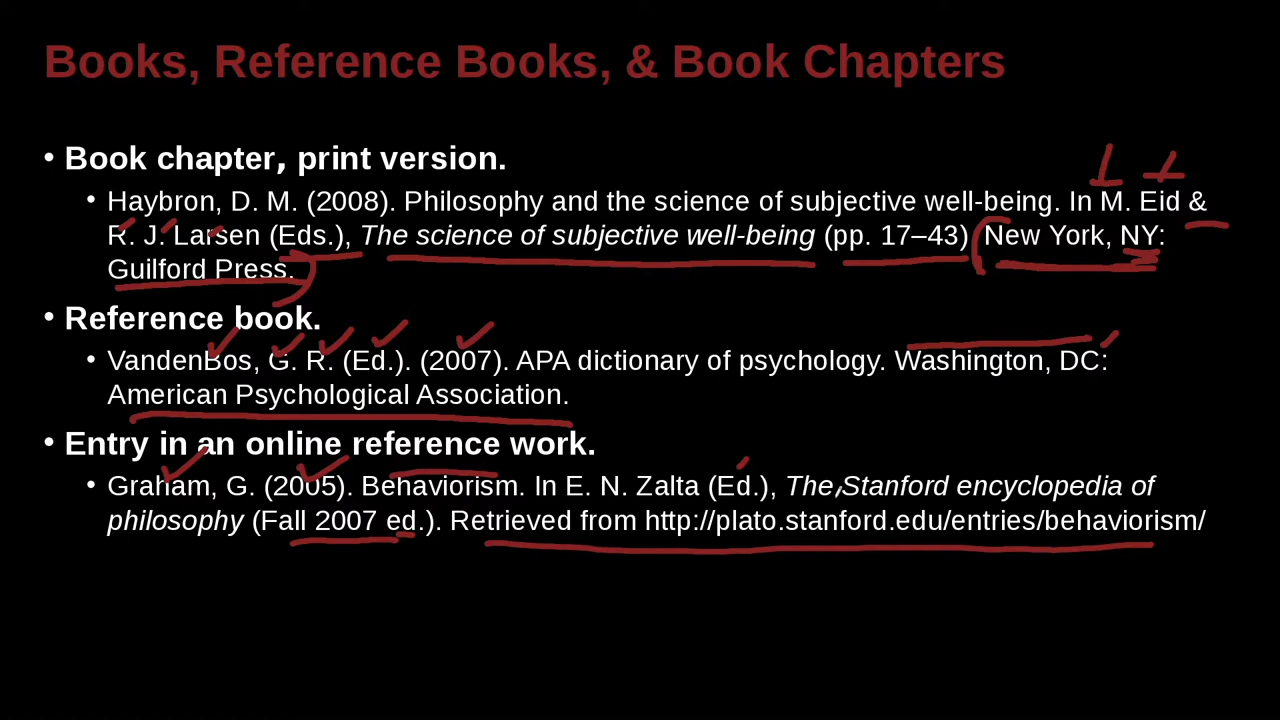 Books, Reference Books, & Book Chapters
• Book chapter, print version.
• Haybron, D. M. (2008). Philosophy and the science of subjective well-being. In M. Eid &
R. J. Larsen (Eds.), The science of subjective well-being (pp. 17–43) New York, NY:
Guilford Press.
• Reference book.
• VandenBos, G. R. (Ed.). (2007). APA dictionary of psychology. Washington, DC:
American Psychological Association.
• Entry in an online reference work.
• Graham, G. (2005). Behaviorism. In E. N. Zalta (Ed.), The Stanford encyclopedia of
philosophy (Fall 2007 ed.). Retrieved from http://plato.stanford.edu/entries/behaviorism/